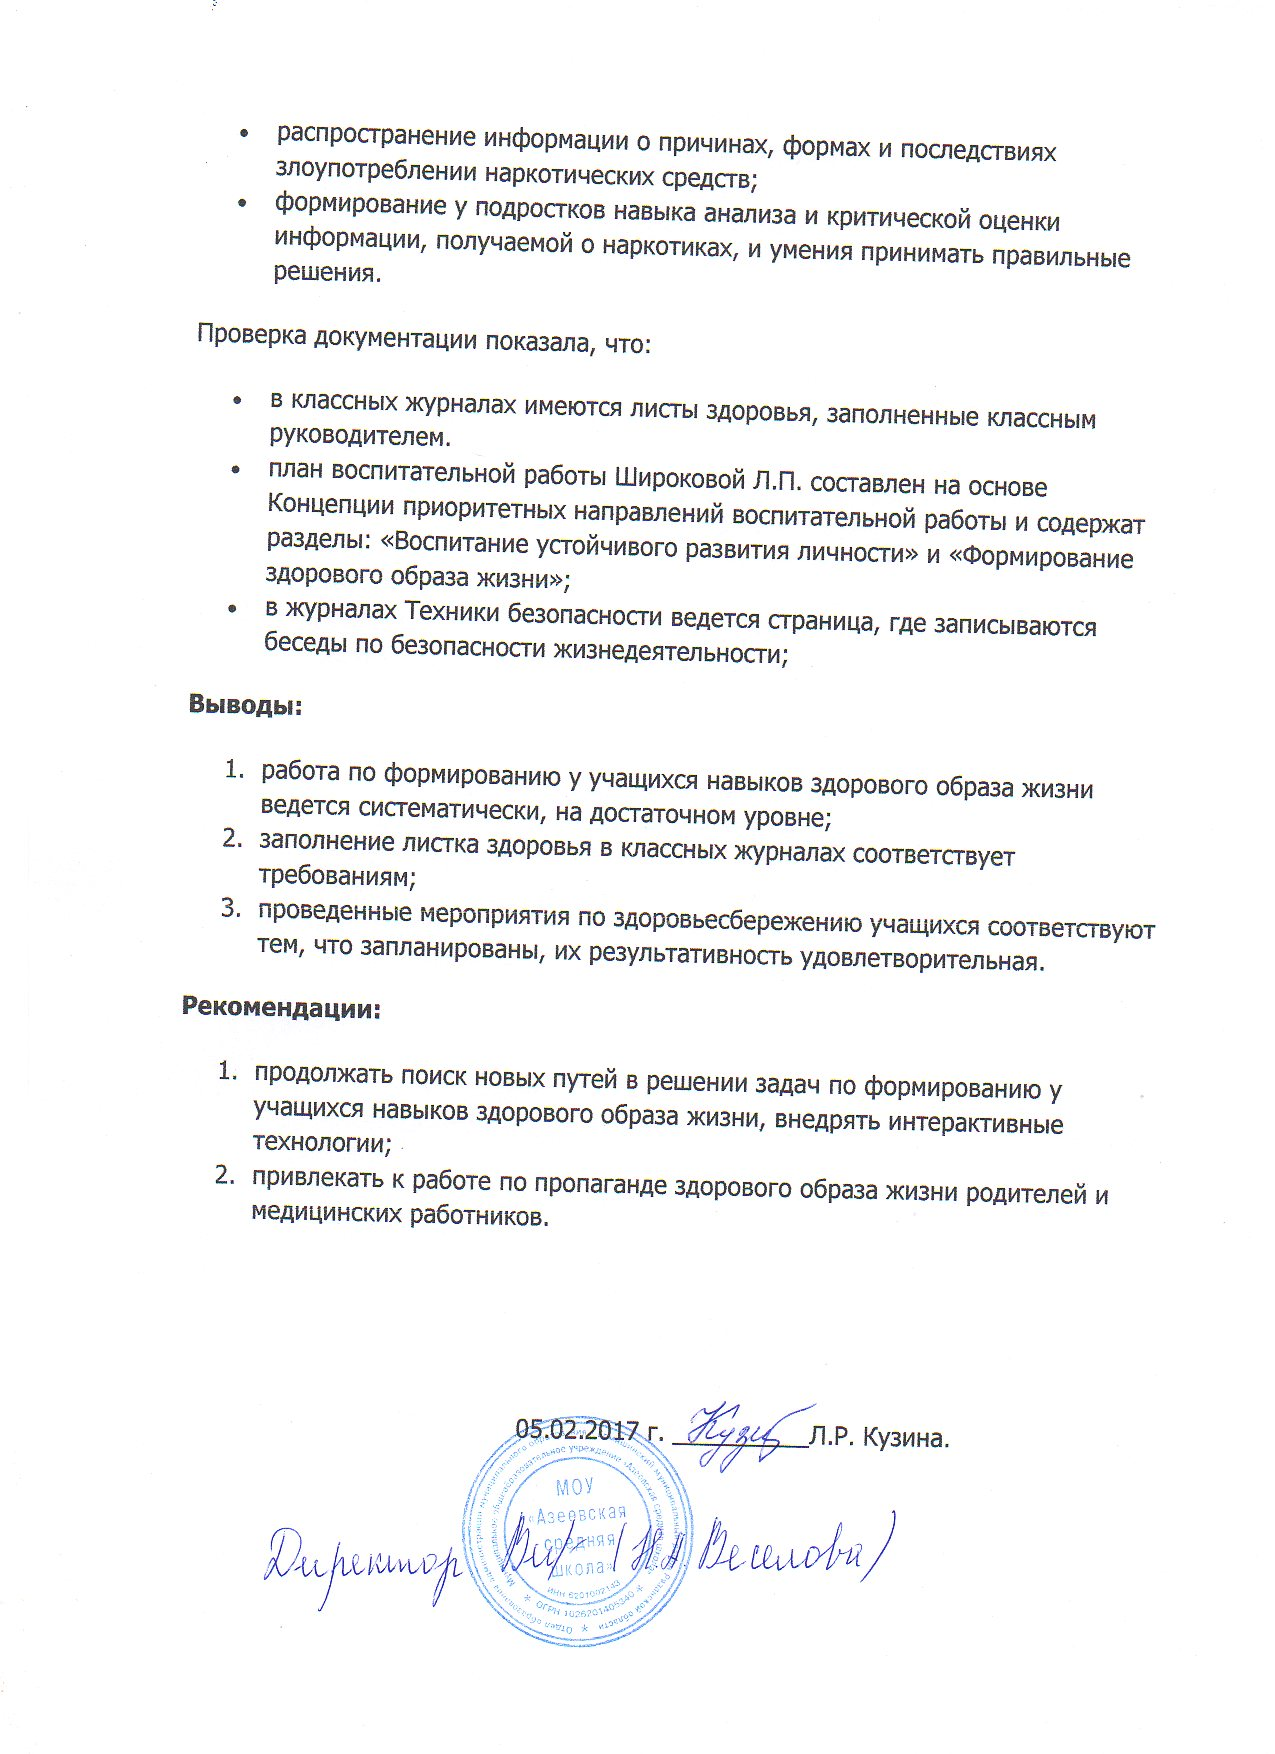 • распространение информации о причинах, формах и последствиях
злоупотреблении наркотических средств;
• формирование у подростков навыка анализа и критической оценки
информации, получаемой о наркотиках, и умения принимать правильные
решения.
Проверка документации показала, что:
• в классных журналах имеются листы здоровья, заполненные классным
руководителем.
• план воспитательной работы Широковой Л.П. составлен на основе
Концепции приоритетных направлений воспитательной работы и содержат
разделы: «Воспитание устойчивого развития личности» и «Формирование
здорового образа жизни»;
• в журналах Техники безопасности ведется страница, где записываются
беседы по безопасности жизнедеятельности;
Выводы:
1. работа по формированию у учащихся навыков здорового образа жизни
ведется систематически, на достаточном уровне;
2. заполнение листка здоровья в классных журналах соответствует
требованиям;
3. проведенные мероприятия по здоровьесбережению учащихся соответствуют
тем, что запланированы, их результативность удовлетворительная.
Рекомендации:
1. продолжать поиск новых путей в решении задач по формированию у
учащихся навыков здорового образа жизни, внедрять интерактивные
технологии;
2. привлекать к работе по пропаганде здорового образа жизни родителей и
медицинских работников.
05.02.2017 г. Л.Р. Кузина.
МОУ
«Азеевская
средняя
школа»
Директор (Н А Веселова)